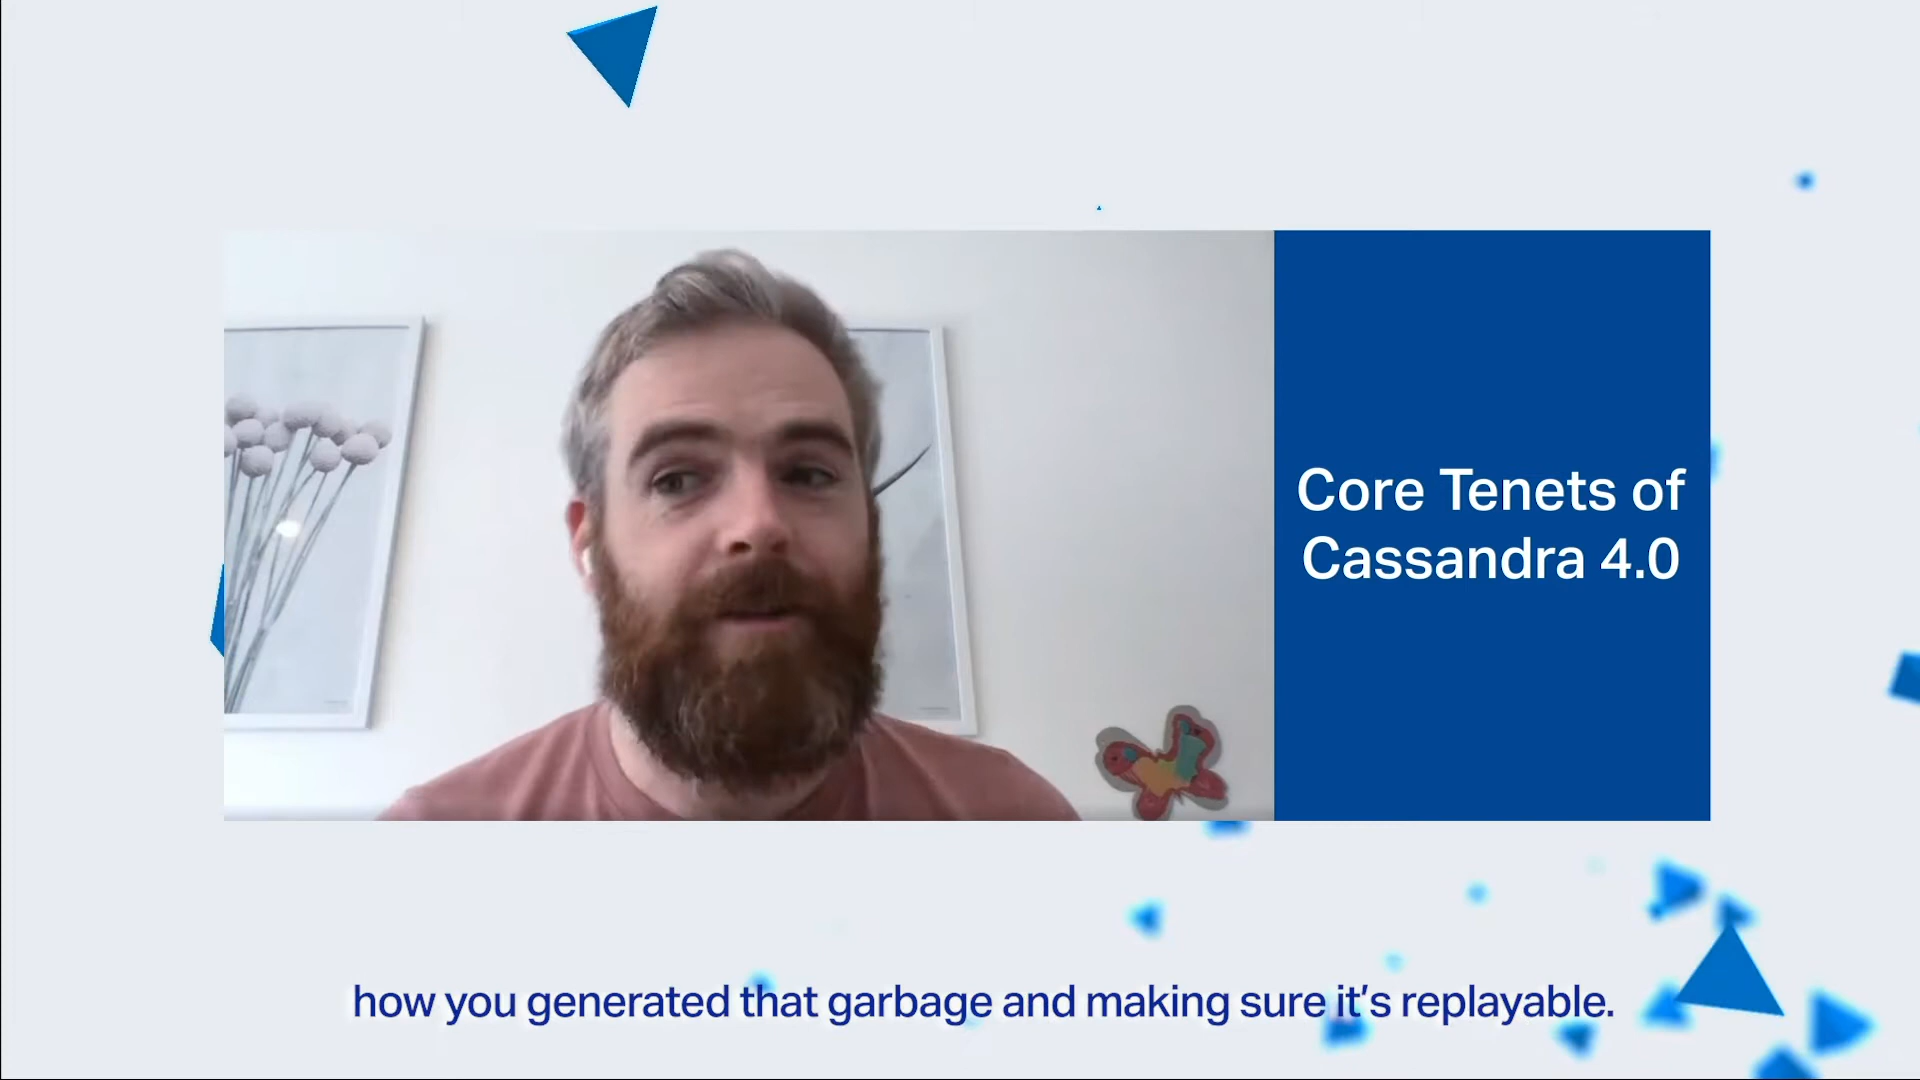 Core Tenets of
Cassandra 4.0
how you generated that garbage and making sure it's replayable.